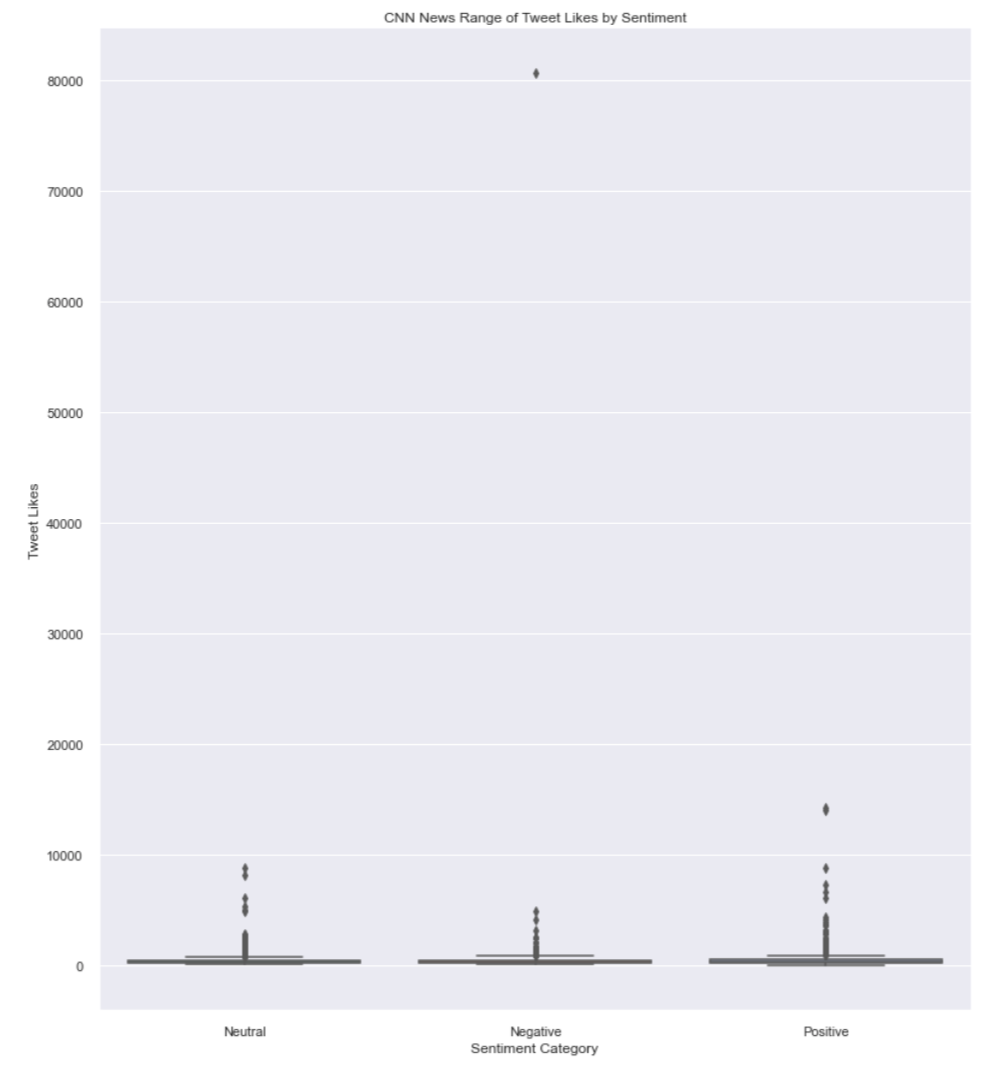 CNN News Range of Tweet Likes by Sentiment
80000
70000
60000
50000
40000
30000
20000
10000
0
Tweet Likes
Neutral Negative Positive
Sentiment Category